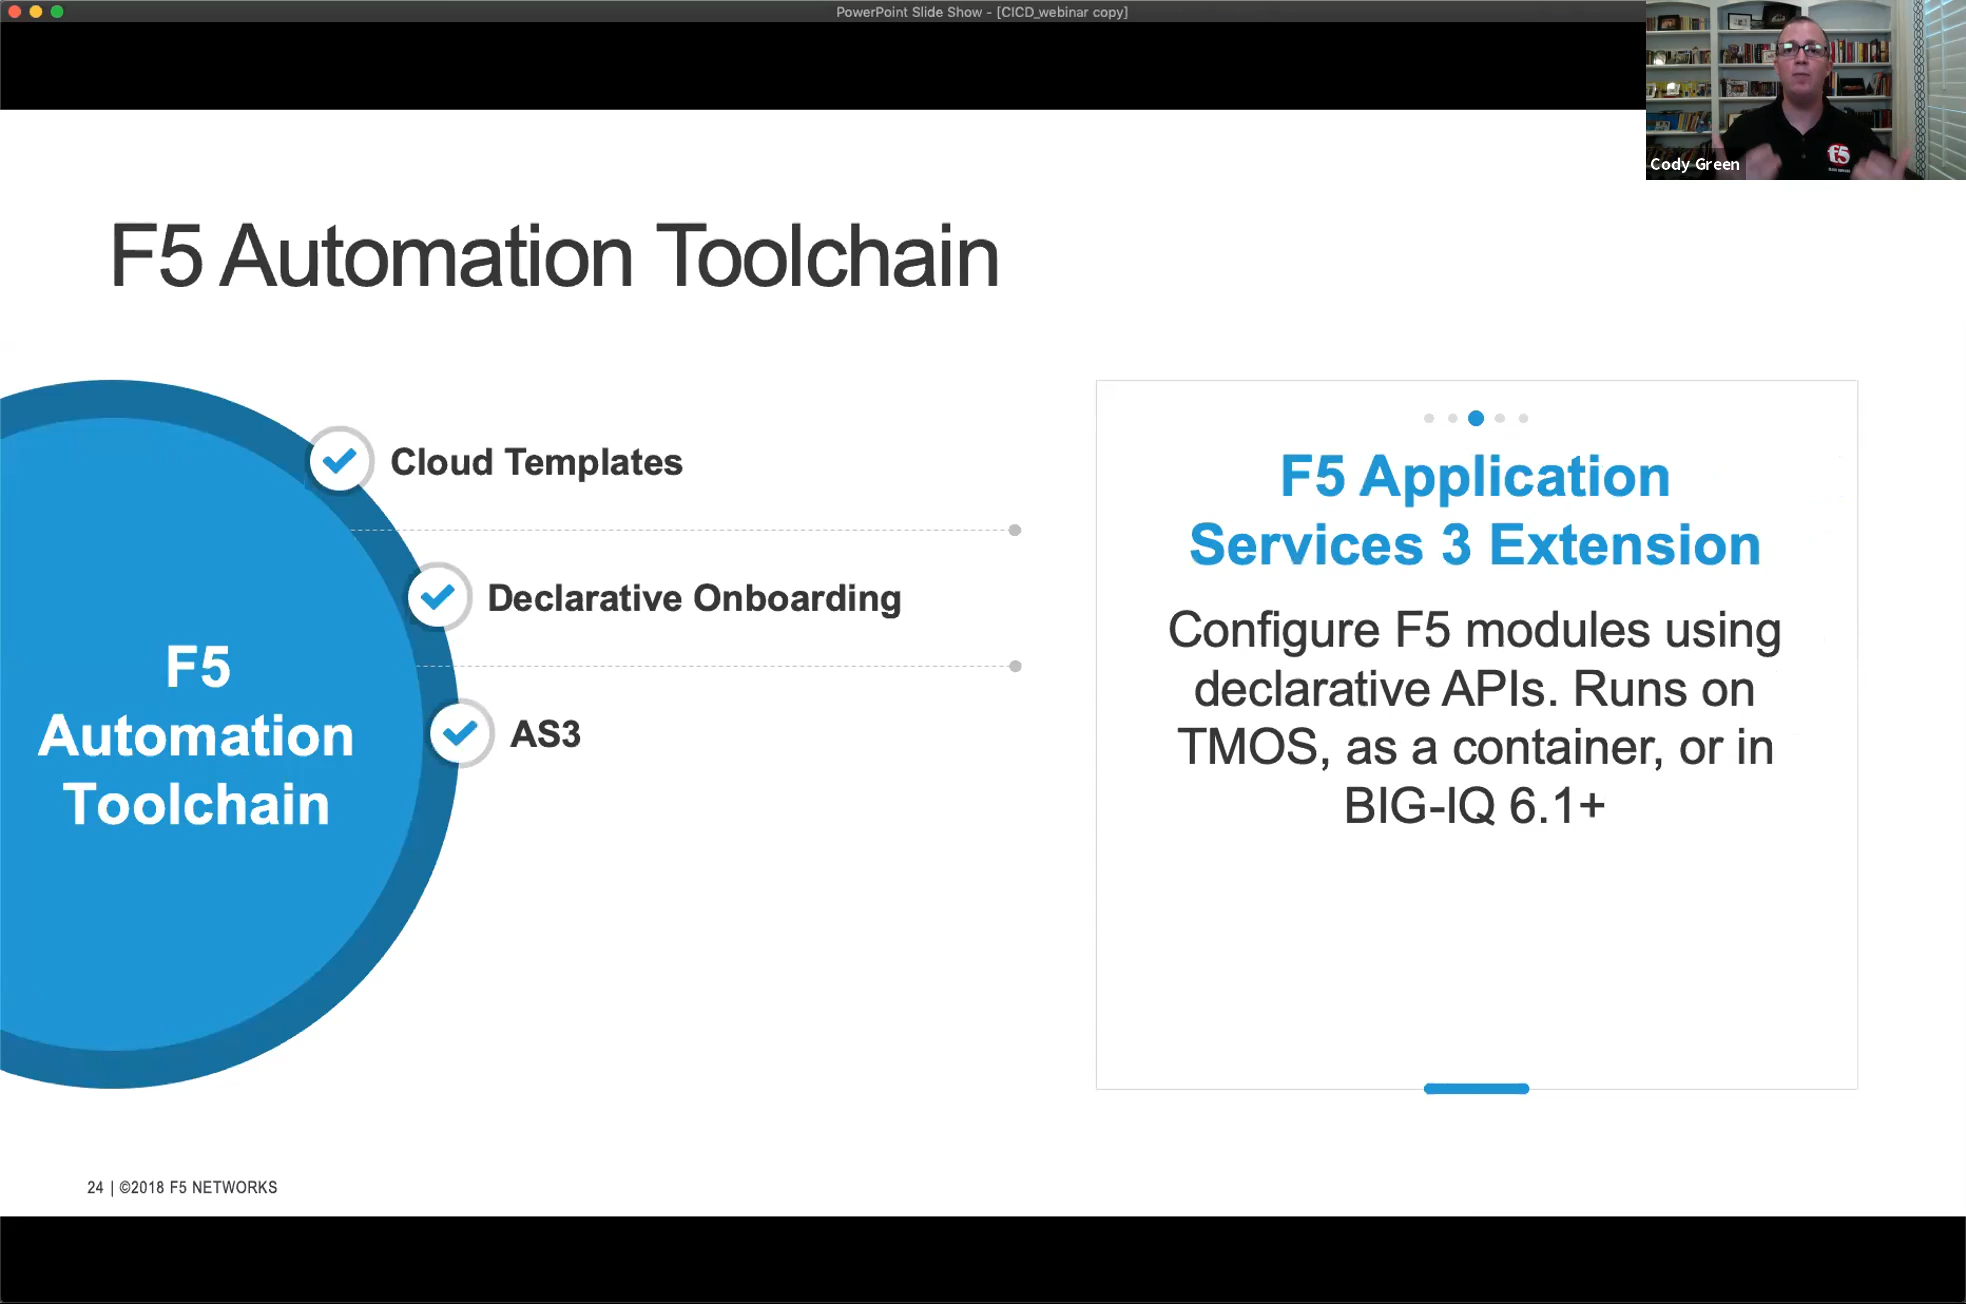 PowerPoint Slide Show - [CICD_webinar copy]
f5
Cody Green
F5 Automation Toolchain
F5
Automation
Toolchain
Cloud Templates
Declarative Onboarding
AS3
F5 Application
Services 3 Extension
Configure F5 modules using
declarative APIs. Runs on
TMOS, as a container, or in
BIG-IQ 6.1+
24 | ©2018 F5 NETWORKS